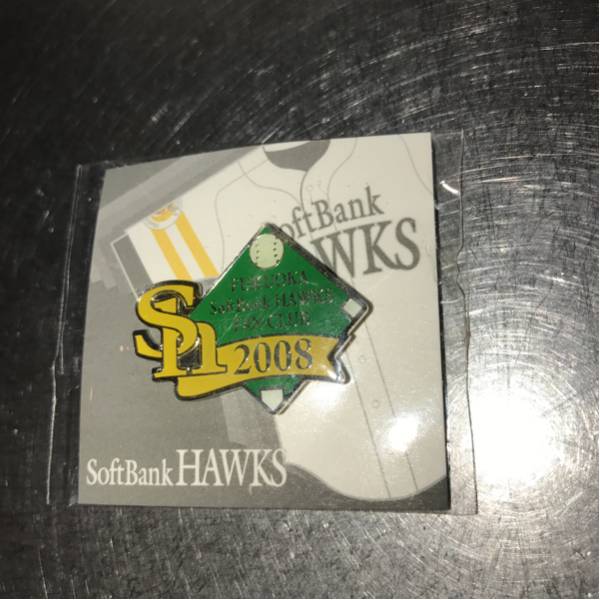 SoftBank
HAWKS
FUKUOKA
SoftBank HAWKS
FAN CLUB
Sh
2008
SoftBank HAWKS